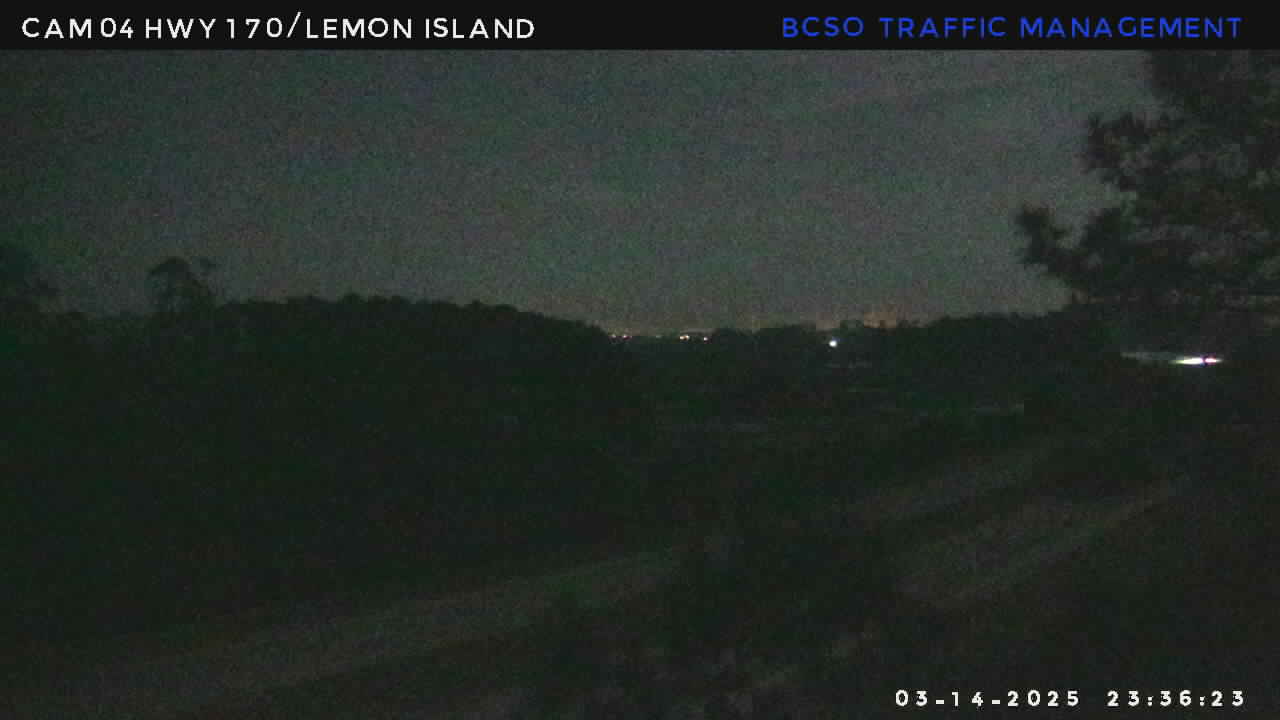 CAM04 HWY 170/LEMON ISLAND
BCSO TRAFFIC MANAGEMENT
03-14-2025 23:36:23